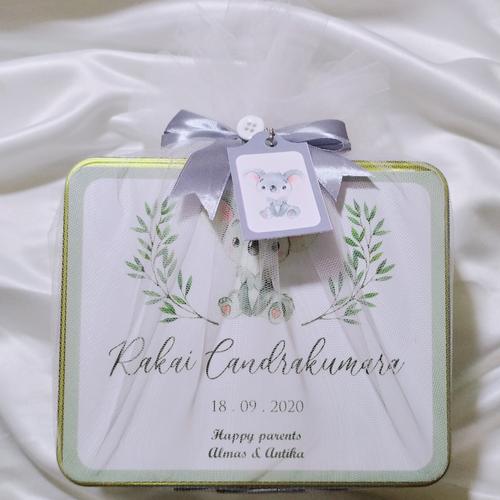 Rakai Candrakumara
18 . 09 . 2020
Happy parents
Almas & Antika